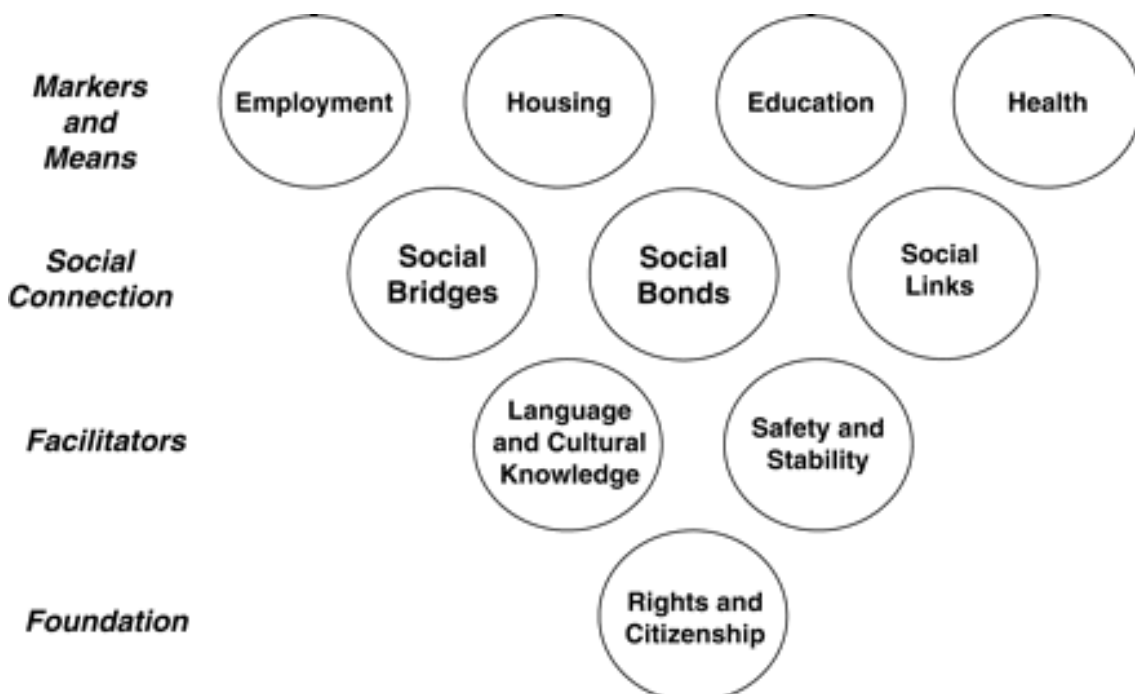 Markers
and
Means
Employment
Housing
Education
Health
Social
Connection
Social
Bridges
Social
Bonds
Social
Links
Facilitators
Language
and Cultural
Knowledge
Safety and
Stability
Foundation
Rights and
Citizenship